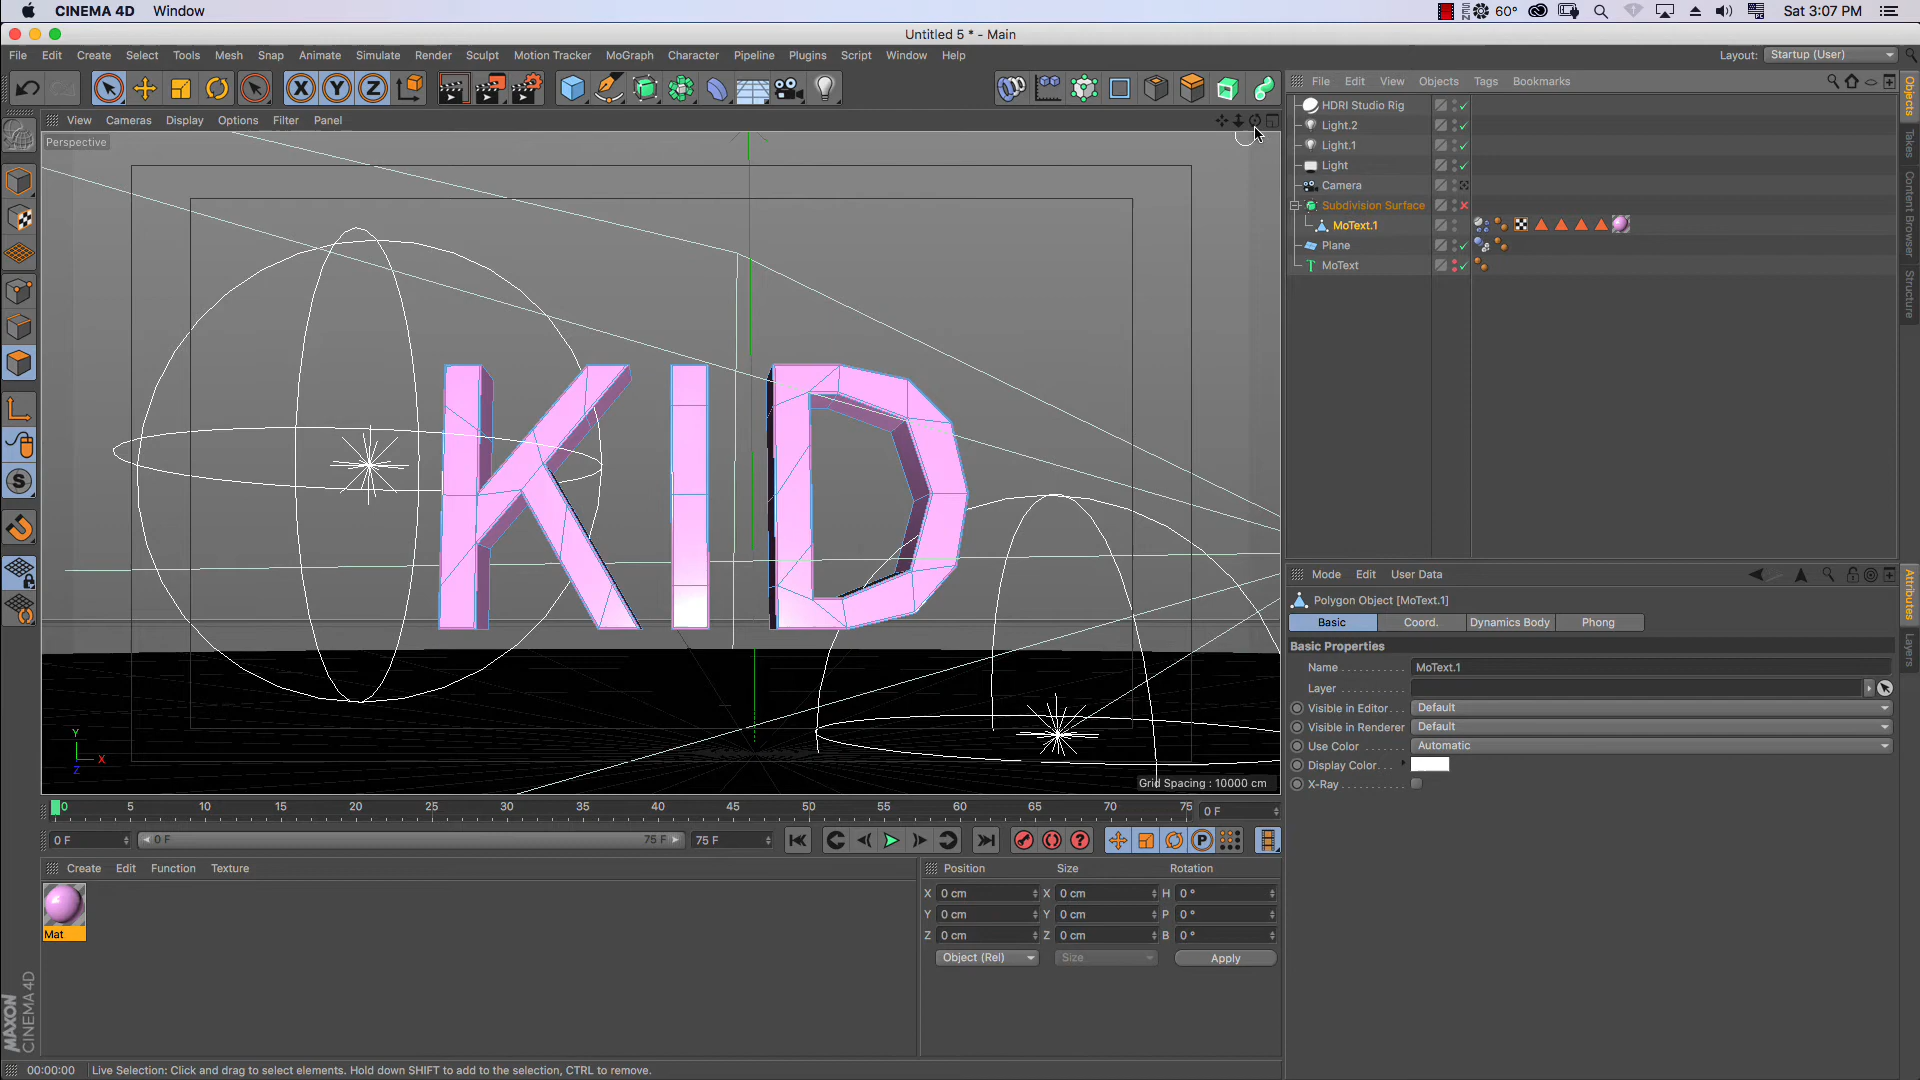 CINEMA 4D Window
60°
Sat 3:07 PM
Untitled 5 * - Main
File Edit Create Select Tools Mesh Snap Animate Simulate Render Sculpt Motion Tracker MoGraph Character Pipeline Plugins Script Window Help
Layout: Startup (User)
X Y Z
File Edit View Objects Tags Bookmarks
View Cameras Display Options Filter Panel
Perspective
HDRI Studio Rig
Light.2
Light.1
Light
Camera
Subdivision Surface
MoText.1
Plane
MoText
Objects
Takes
Content Browser
Structure
KID
S
Y
X
Z
Grid Spacing : 10000 cm
Mode Edit User Data
Polygon Object [MoText.1]
Basic Coord. Dynamics Body Phong
Basic Properties
Name MoText.1
Layer
Visible in Editor Default
Visible in Renderer Default
Use Color Automatic
Display Color
X-Ray
Attributes
Layers
0 5 10 15 20 25 30 35 40 45 50 55 60 65 70 75 0 F
0 F 0 F 75 F 75 F
P
Create Edit Function Texture
Mat
Position Size Rotation
X 0 cm X 0 cm H 0 °
Y 0 cm Y 0 cm P 0 °
Z 0 cm Z 0 cm B 0 °
Object (Rel) Size Apply
MAXON
CINEMA 4D
00:00:00 Live Selection: Click and drag to select elements. Hold down SHIFT to add to the selection, CTRL to remove.